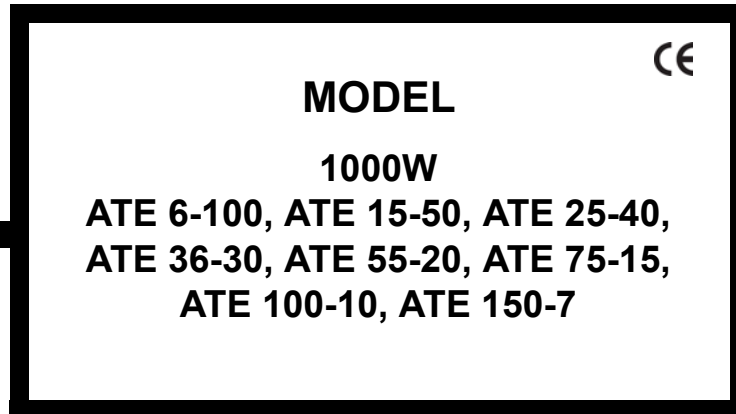 CE
MODEL
1000W
ATE 6-100, ATE 15-50, ATE 25-40,
ATE 36-30, ATE 55-20, ATE 75-15,
ATE 100-10, ATE 150-7